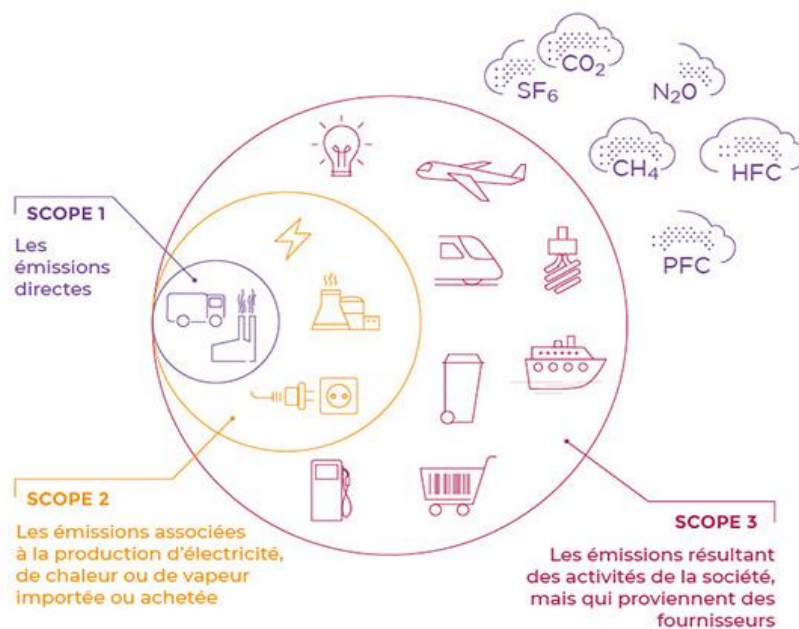 CO₂
SF₆
N₂O
CH₄
HFC
PFC
SCOPE 1
Les
émissions
directes
SCOPE 2
Les émissions associées
à la production d'électricité,
de chaleur ou de vapeur
importée ou achetée
SCOPE 3
Les émissions résultant
des activités de la société,
mais qui proviennent des
fournisseurs